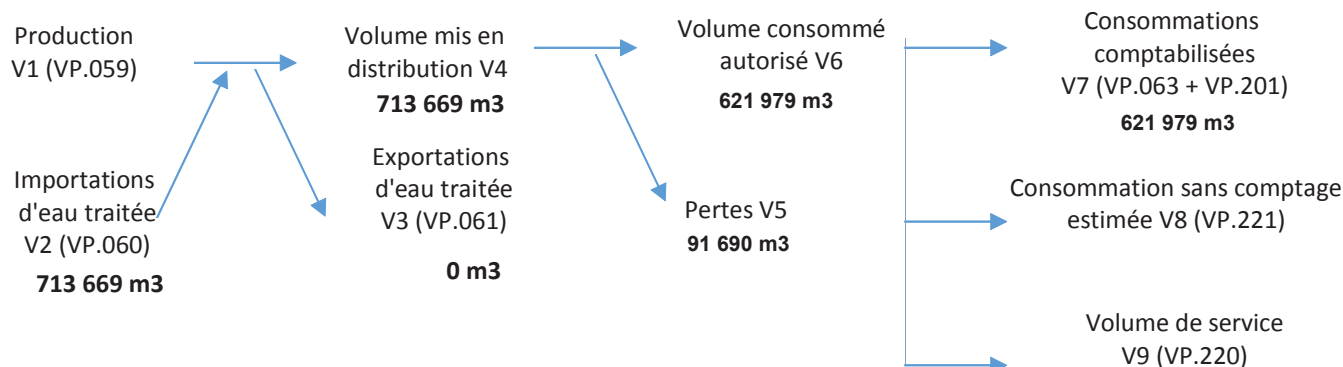 Production
V1 (VP.059)
Importations
d'eau traitée
V2 (VP.060)
713 669 m3
Volume mis en
distribution V4
713 669 m3
Exportations
d'eau traitée
V3 (VP.061)
0 m3
Volume consommé
autorisé V6
621 979 m3
Pertes V5
91 690 m3
Consommations
comptabilisées
V7 (VP.063 + VP.201)
621 979 m3
Consommation sans comptage
estimée V8 (VP.221)
Volume de service
V9 (VP.220)